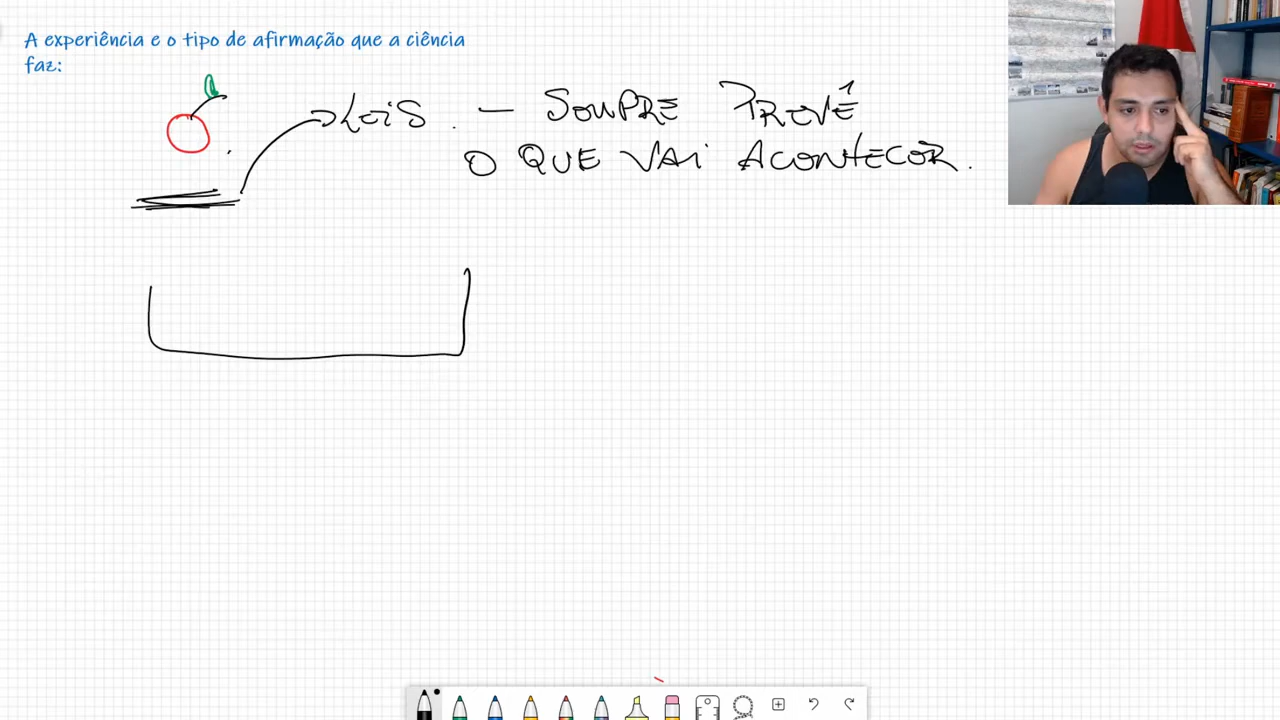 A experiência e o tipo de afirmação que a ciência
faz:
LEIS. — SEMPRE PREVÊ
O QUE VAI ACONTECER.